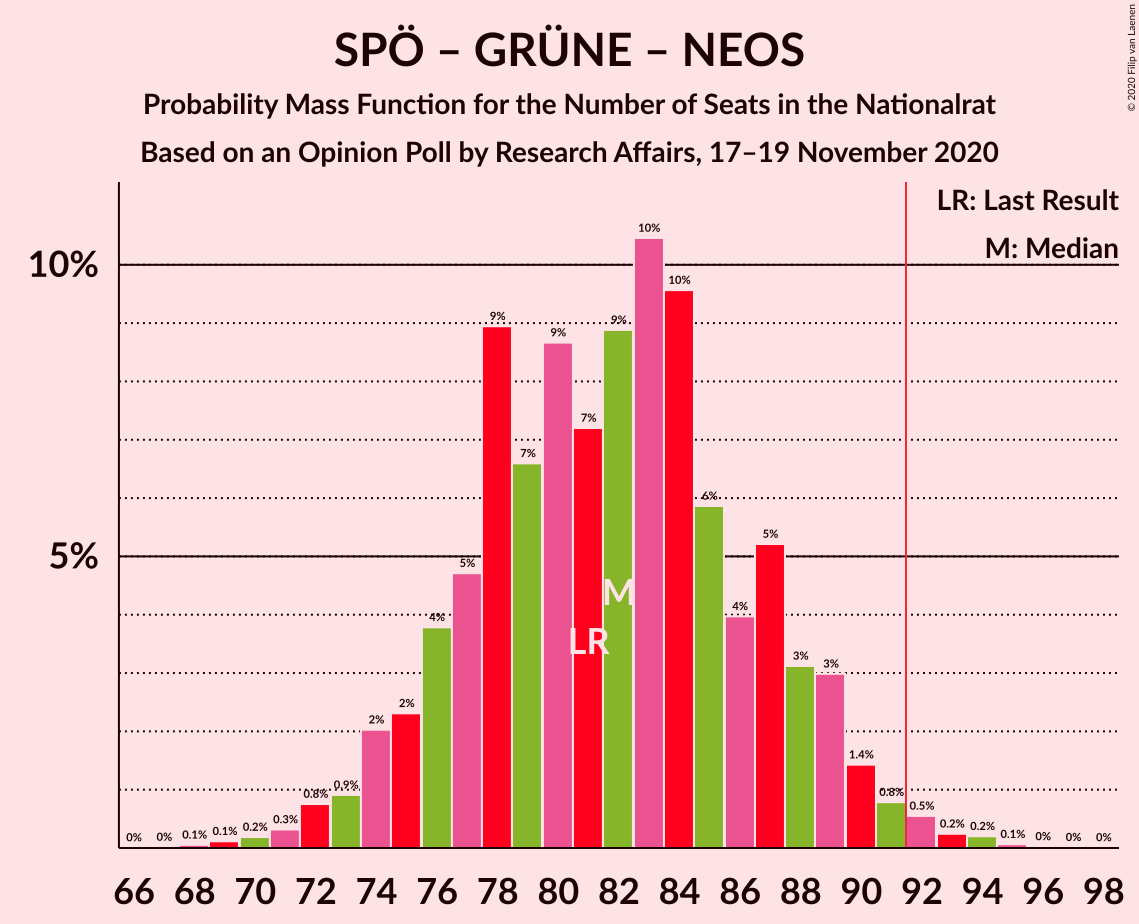 SPÖ – GRÜNE – NEOS
Probability Mass Function for the Number of Seats in the Nationalrat
Based on an Opinion Poll by Research Affairs, 17–19 November 2020
© 2020 Filip van Laenen
LR: Last Result
M: Median
10%
5%
0% 0% 0.1% 0.1% 0.2% 0.3% 0.8% 0.9% 2% 2% 4% 5% 9% 7% 9% 7% 9% 10% 10% 6% 4% 5% 3% 3% 1.4% 0.8% 0.5% 0.2% 0.2% 0.1% 0% 0% 0%
M
LR
66 68 70 72 74 76 78 80 82 84 86 88 90 92 94 96 98